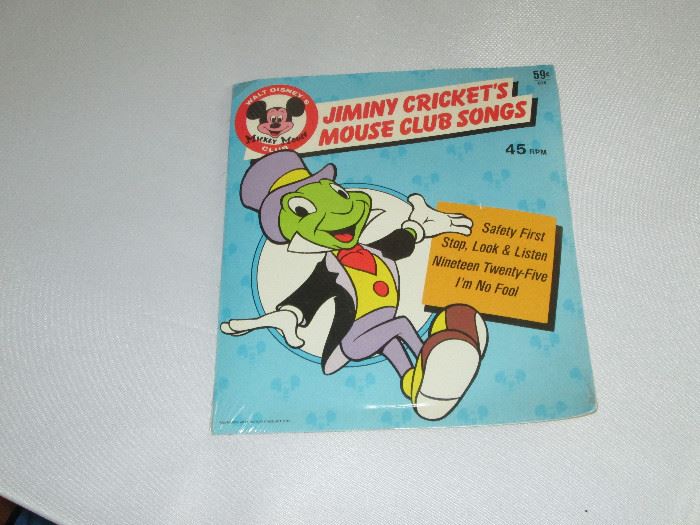 WALT DISNEY'S
Mickey Mouse
CLUB
JIMINY CRICKET'S
MOUSE CLUB SONGS
59¢
45 RPM
Safety First
Stop, Look & Listen
Nineteen Twenty-Five
I'm No Fool